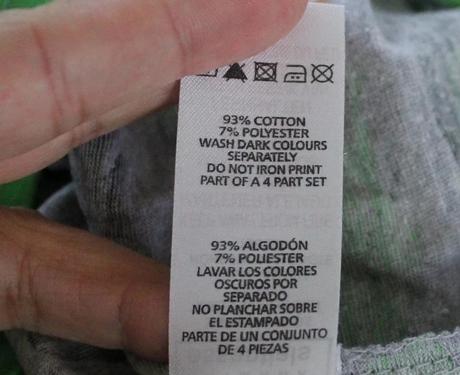 93% COTTON
7% POLYESTER
WASH DARK COLOURS
SEPARATELY
DO NOT IRON PRINT
PART OF A 4 PART SET
93% ALGODÓN
7% POLIESTER
LAVAR LOS COLORES
OSCUROS POR
SEPARADO
NO PLANCHAR SOBRE
EL ESTAMPADO
PARTE DE UN CONJUNTO
DE 4 PIEZAS